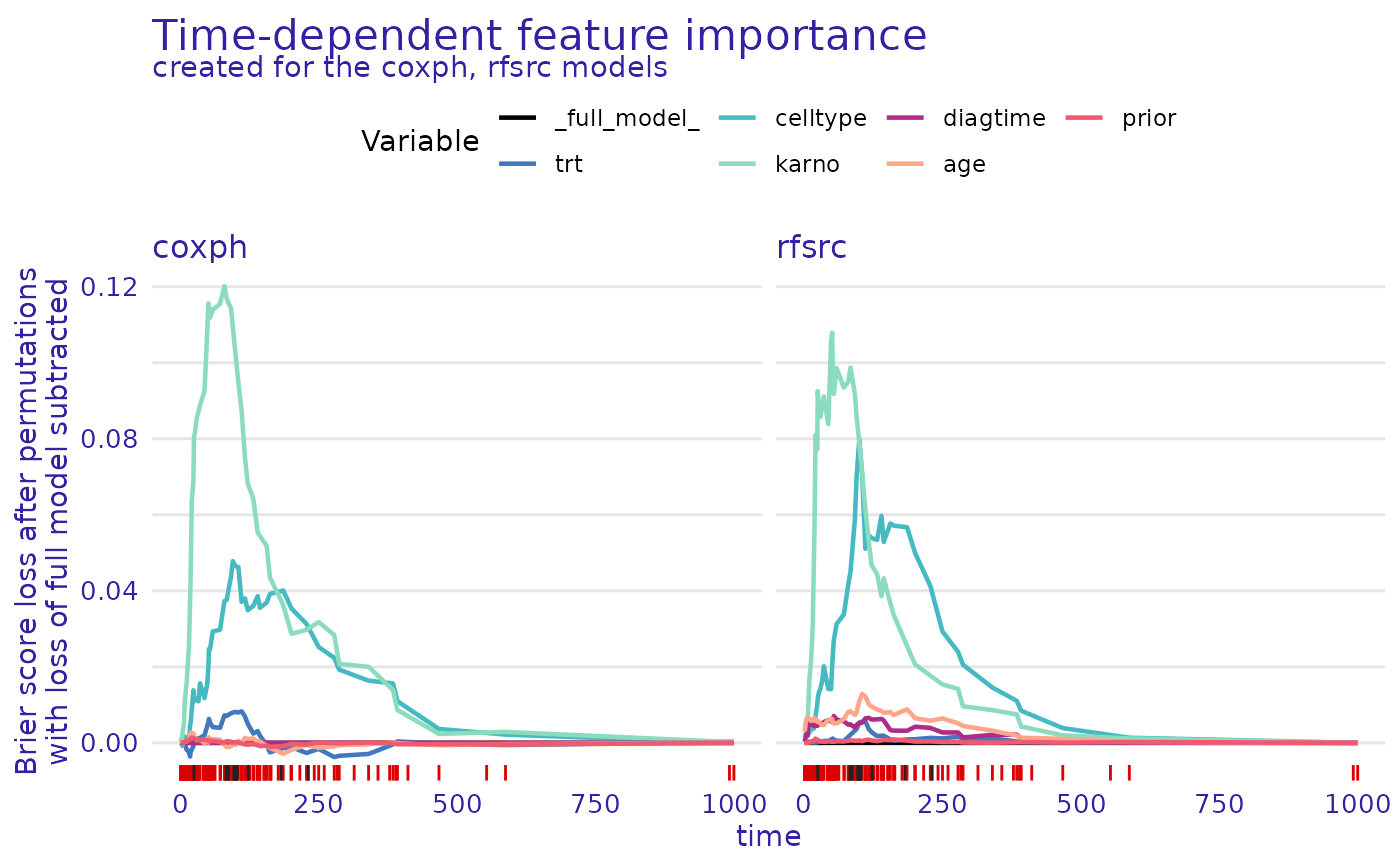 Time-dependent feature importance
created for the coxph, rfsrc models
Variable
_full_model_ celltype diagtime prior
trt karno age
coxph rfsrc
Brier score loss after permutations
with loss of full model subtracted
0.12
0.08
0.04
0.00
0 250 500 750 1000 0 250 500 750 1000
time